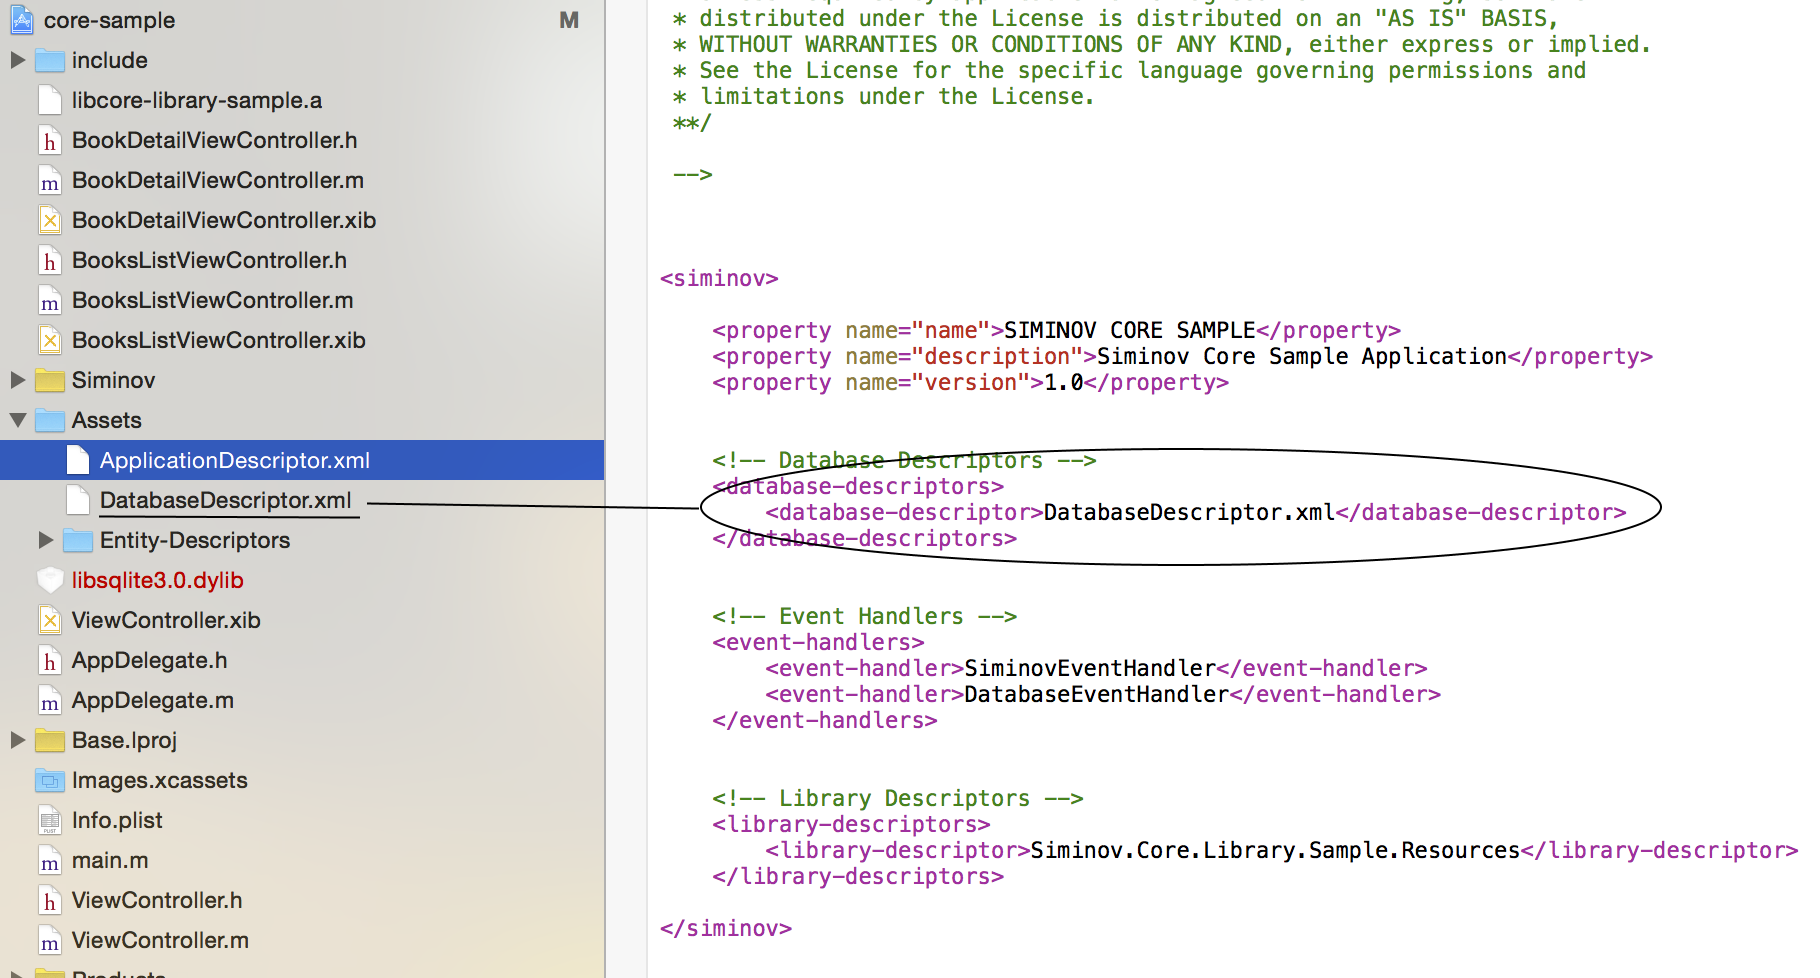 core-sample M
include
libcore-library-sample.a
h BookDetailViewController.h
m BookDetailViewController.m
BookDetailViewController.xib
h BooksListViewController.h
m BooksListViewController.m
BooksListViewController.xib
Siminov
Assets
ApplicationDescriptor.xml
DatabaseDescriptor.xml
Entity-Descriptors
libsqlite3.0.dylib
ViewController.xib
h AppDelegate.h
m AppDelegate.m
Base.lproj
Images.xcassets
Info.plist
m main.m
h ViewController.h
m ViewController.m
Products
* distributed under the License is distributed on an "AS IS" BASIS,
* WITHOUT WARRANTIES OR CONDITIONS OF ANY KIND, either express or implied.
* See the License for the specific language governing permissions and
* limitations under the License.
**/
-->
<siminov>
<property name="name">SIMINOV CORE SAMPLE</property>
<property name="description">Siminov Core Sample Application</property>
<property name="version">1.0</property>
<!-- Database Descriptors -->
<database-descriptors>
<database-descriptor>DatabaseDescriptor.xml</database-descriptor>
</database-descriptors>
<!-- Event Handlers -->
<event-handlers>
<event-handler>SiminovEventHandler</event-handler>
<event-handler>DatabaseEventHandler</event-handler>
</event-handlers>
<!-- Library Descriptors -->
<library-descriptors>
<library-descriptor>Siminov.Core.Library.Sample.Resources</library-descriptor>
</library-descriptors>
</siminov>